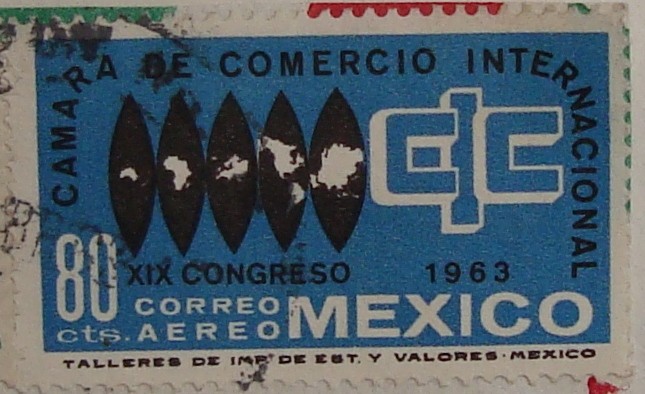 CAMARA DE COMERCIO INTERNACIONAL
CIC
XIX CONGRESO 1963
80 cts.
CORREO
AEREO
MEXICO
TALLERES DE IMP. DE EST. Y VALORES·MEXICO